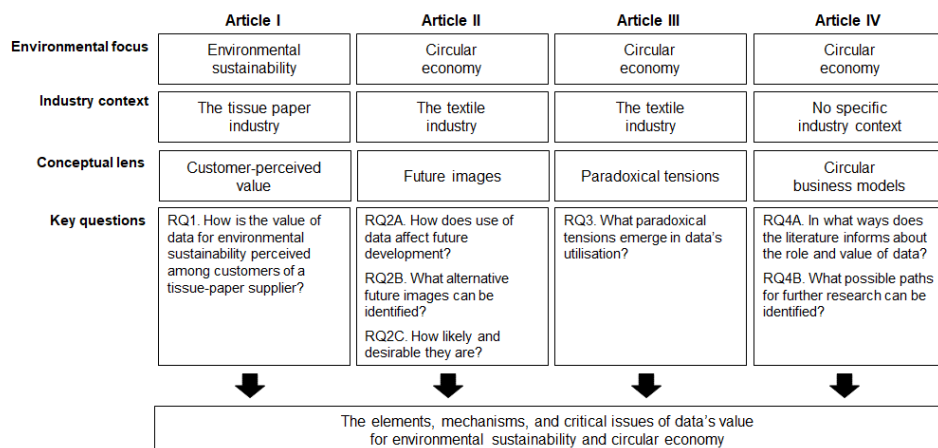 Article I
Article II
Article III
Article IV
Environmental focus
Environmental
sustainability
Circular
economy
Circular
economy
Circular
economy
Industry context
The tissue paper
industry
The textile
industry
The textile
industry
No specific
industry context
Conceptual lens
Customer-perceived
value
Future images
Paradoxical tensions
Circular
business models
Key questions
RQ1. How is the value of
data for environmental
sustainability perceived
among customers of a
tissue-paper supplier?
RQ2A. How does use of
data affect future
development?
RQ2B. What alternative
future images can be
identified?
RQ2C. How likely and
desirable they are?
RQ3. What paradoxical
tensions emerge in data's
utilisation?
RQ4A. In what ways does
the literature informs about
the role and value of data?
RQ4B. What possible paths
for further research can be
identified?
The elements, mechanisms, and critical issues of data's value
for environmental sustainability and circular economy